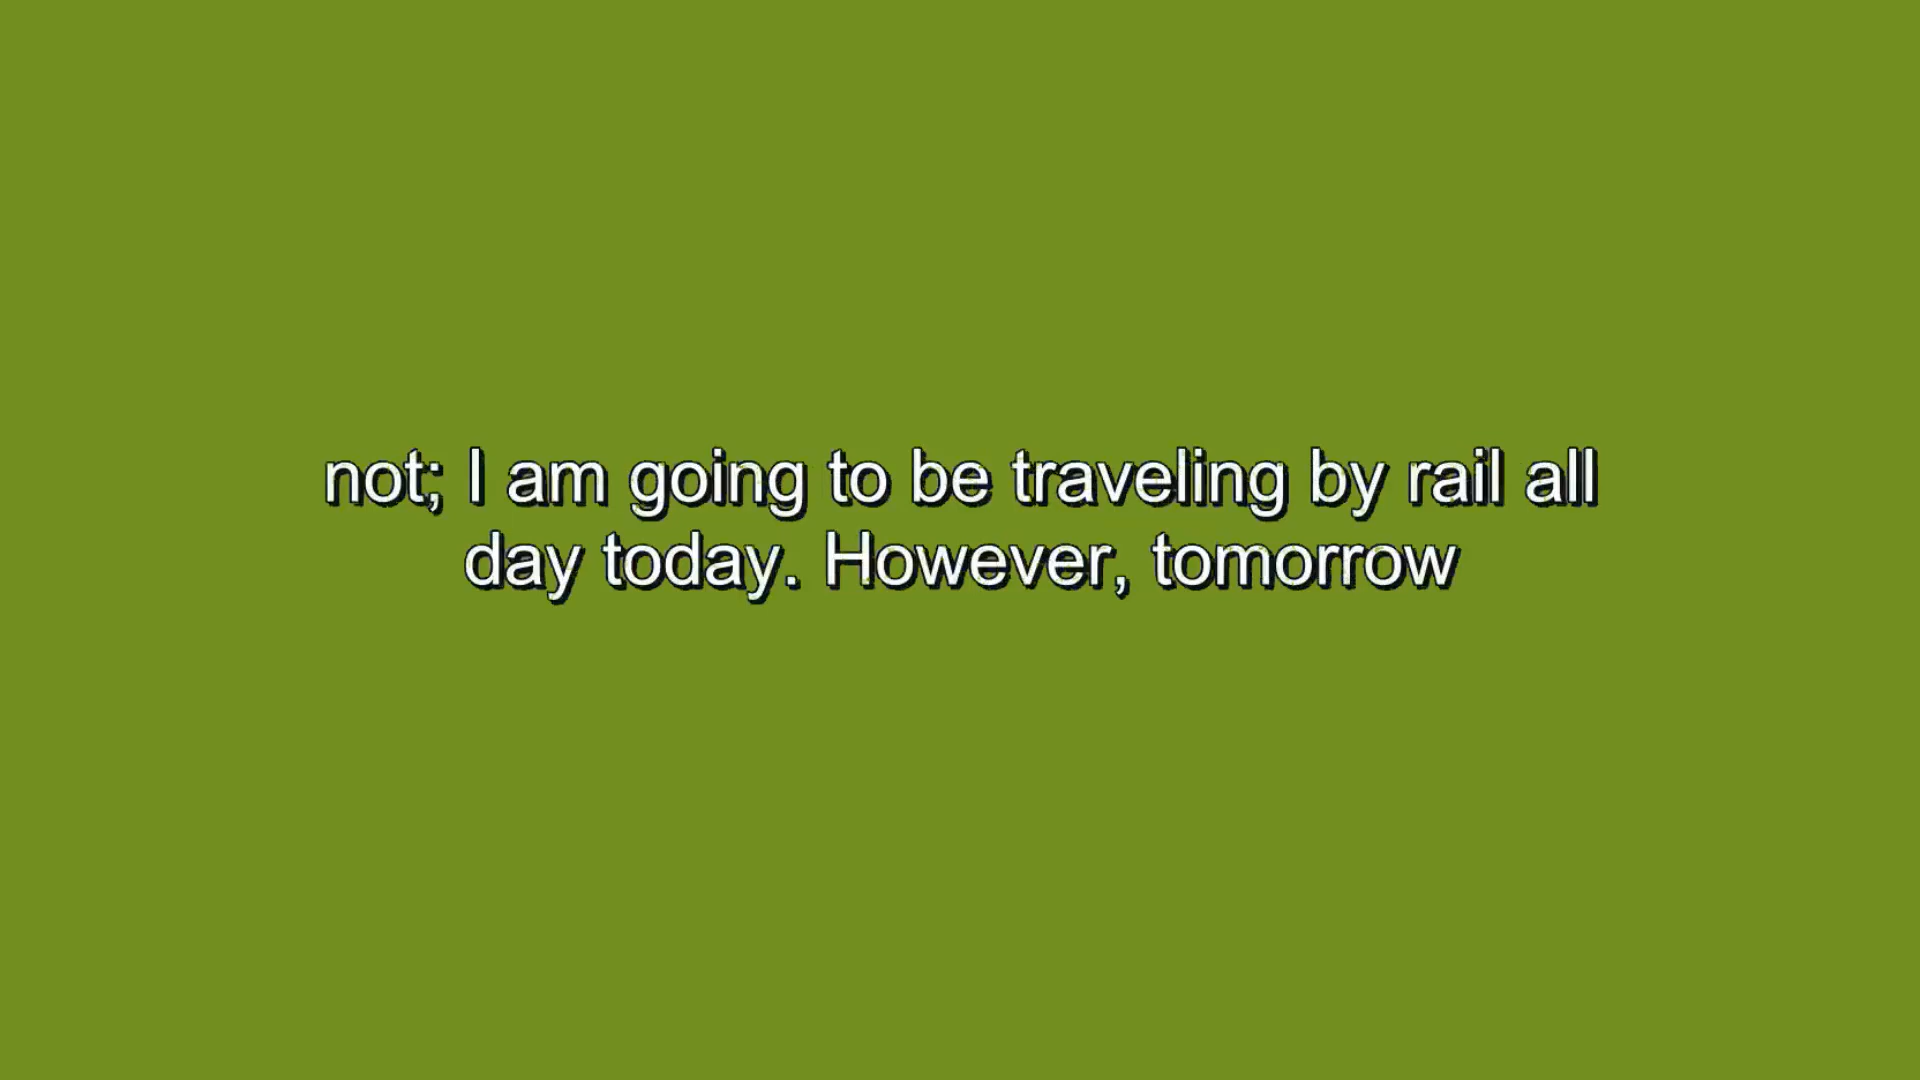 not; I am going to be traveling by rail all
day today. However, tomorrow